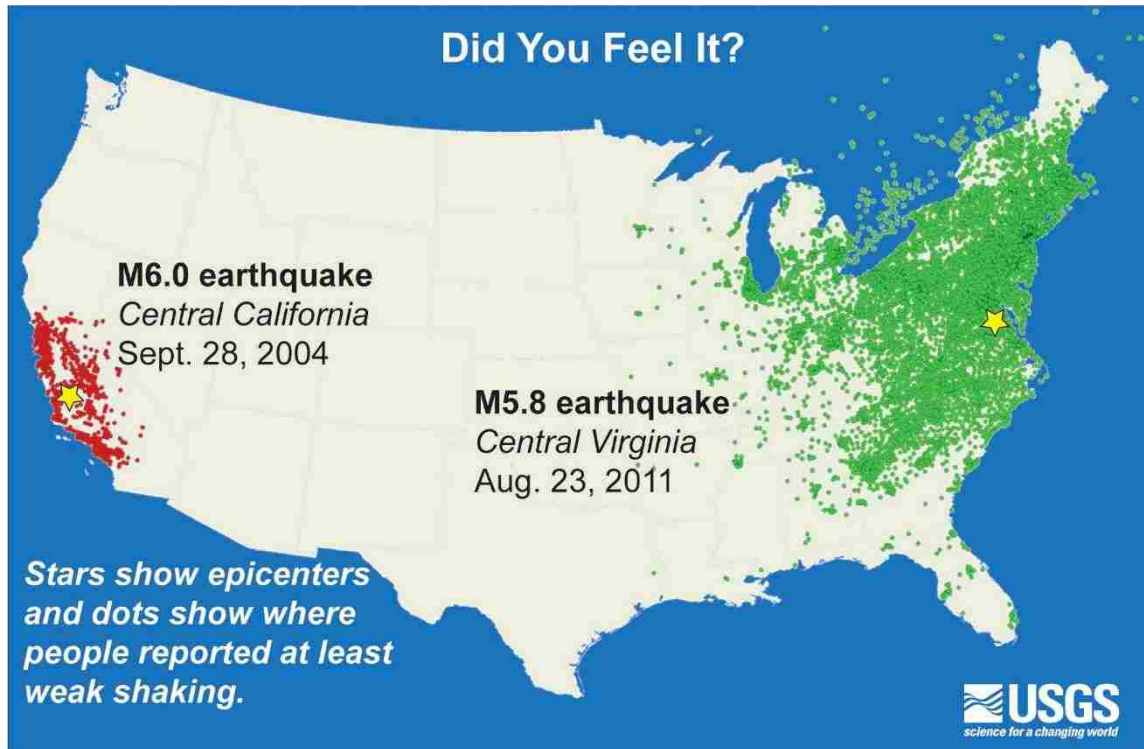 Did You Feel It?
M6.0 earthquake
Central California
Sept. 28, 2004
M5.8 earthquake
Central Virginia
Aug. 23, 2011
Stars show epicenters
and dots show where
people reported at least
weak shaking.
USGS
science for a changing world